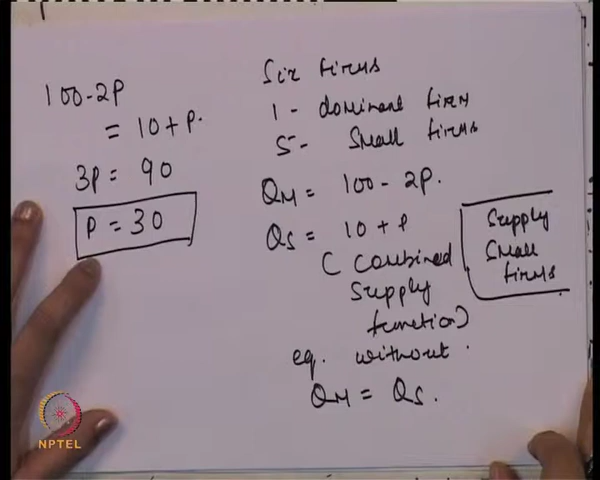 100-2P
= 10+P.
3P = 90
P = 30
Six firms
1 - dominant firm
5 - Small firms
QM = 100 - 2P.
QS = 10 + P
( Combined
Supply
function)
eq. without.
QM = QS.
Supply
Small
firms
NPTEL